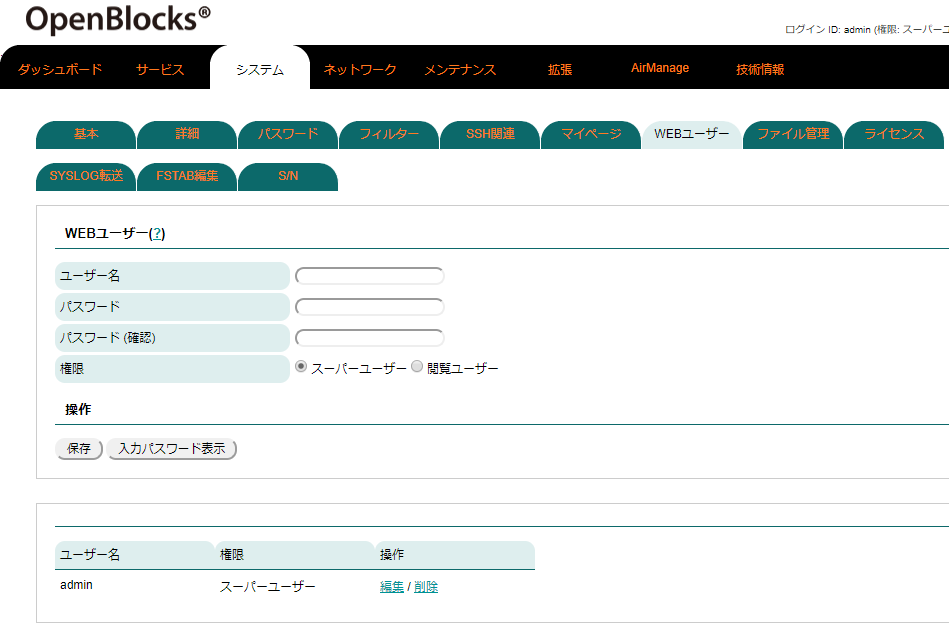 OpenBlocks®
ログイン ID: admin (権限: スーパーユ
ダッシュボード サービス システム ネットワーク メンテナンス 拡張 AirManage 技術情報
基本 詳細 パスワード フィルター SSH関連 マイページ WEBユーザー ファイル管理 ライセンス
SYSLOG転送 FSTAB編集 S/N
WEBユーザー(?)
ユーザー名
パスワード
パスワード (確認)
権限 スーパーユーザー 閲覧ユーザー
操作
保存 入力パスワード表示
ユーザー名 権限 操作
admin スーパーユーザー 編集 / 削除